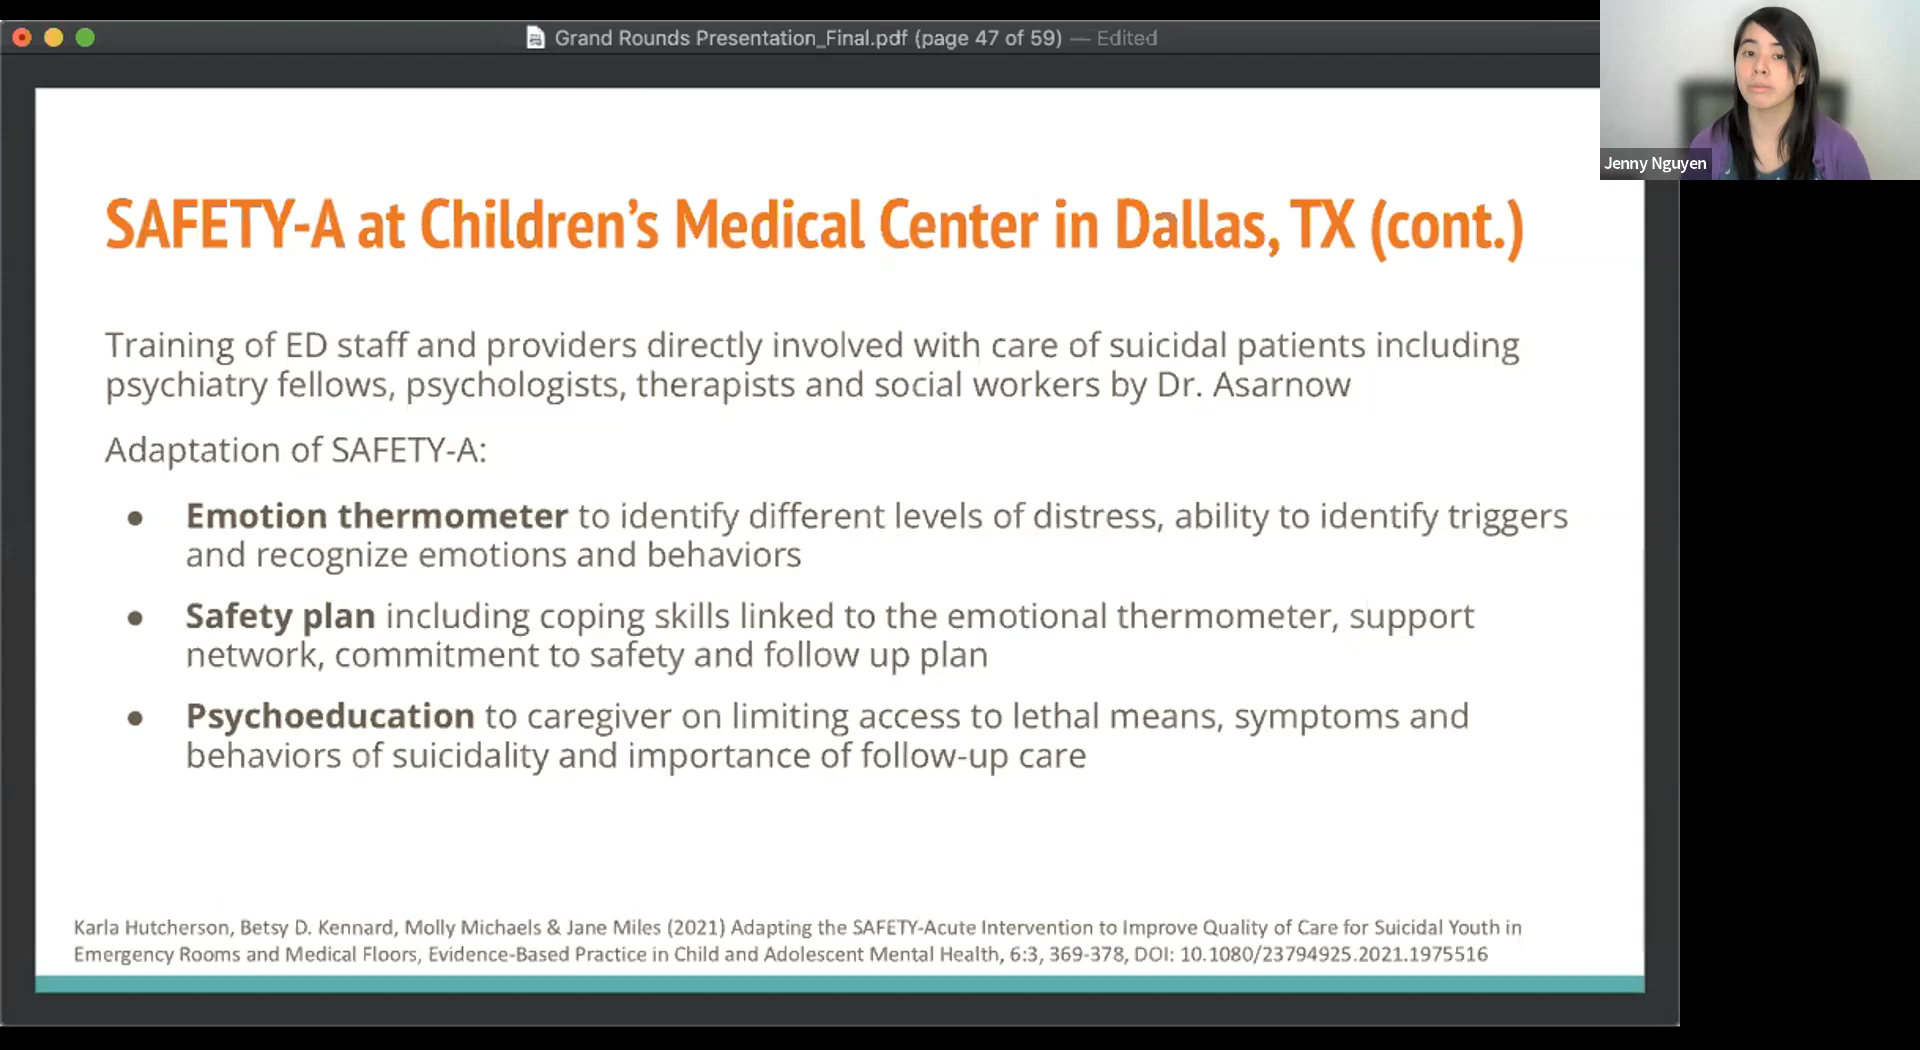 Grand Rounds Presentation_Final.pdf (page 47 of 59) — Edited
Jenny Nguyen
SAFETY-A at Children’s Medical Center in Dallas, TX (cont.)
Training of ED staff and providers directly involved with care of suicidal patients including
psychiatry fellows, psychologists, therapists and social workers by Dr. Asarnow
Adaptation of SAFETY-A:
● Emotion thermometer to identify different levels of distress, ability to identify triggers
and recognize emotions and behaviors
● Safety plan including coping skills linked to the emotional thermometer, support
network, commitment to safety and follow up plan
● Psychoeducation to caregiver on limiting access to lethal means, symptoms and
behaviors of suicidality and importance of follow-up care
Karla Hutcherson, Betsy D. Kennard, Molly Michaels & Jane Miles (2021) Adapting the SAFETY-Acute Intervention to Improve Quality of Care for Suicidal Youth in
Emergency Rooms and Medical Floors, Evidence-Based Practice in Child and Adolescent Mental Health, 6:3, 369-378, DOI: 10.1080/23794925.2021.1975516